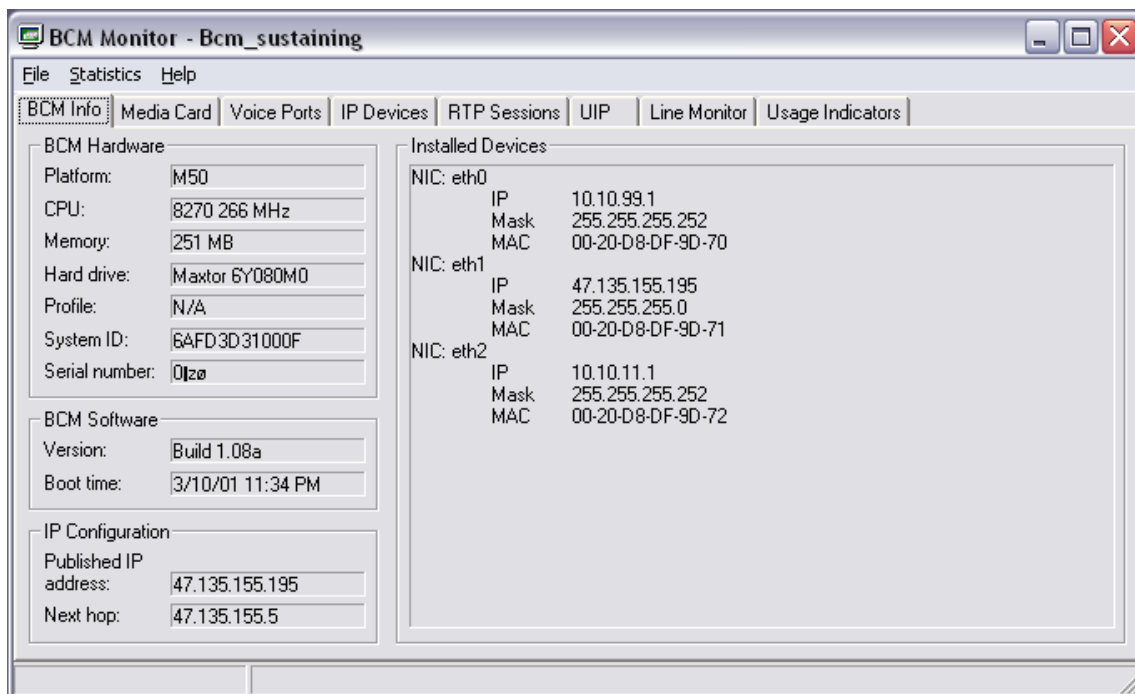 BCM Monitor - Bcm_sustaining
File Statistics Help
BCM Info Media Card Voice Ports IP Devices RTP Sessions UIP Line Monitor Usage Indicators
BCM Hardware
Platform: M50
CPU: 8270 266 MHz
Memory: 251 MB
Hard drive: Maxtor 6Y080M0
Profile: N/A
System ID: 6AFD3D31000F
Serial number:
BCM Software
Version: Build 1.08a
Boot time: 3/10/01 11:34 PM
IP Configuration
Published IP
address: 47.135.155.195
Next hop: 47.135.155.5
Installed Devices
NIC: eth0
IP 10.10.99.1
Mask 255.255.255.252
MAC 00-20-D8-DF-9D-70
NIC: eth1
IP 47.135.155.195
Mask 255.255.255.0
MAC 00-20-D8-DF-9D-71
NIC: eth2
IP 10.10.11.1
Mask 255.255.255.252
MAC 00-20-D8-DF-9D-72